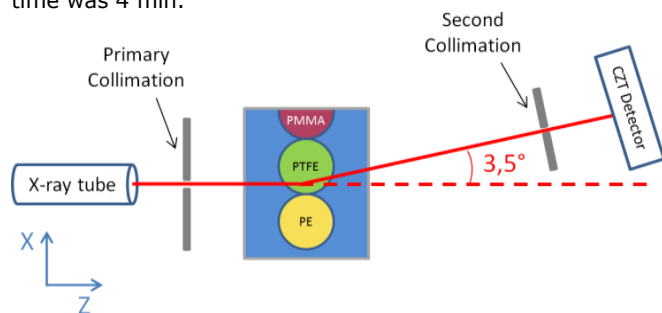 time was 4 min.
Primary
Collimation
Second
Collimation
CZT Detector
PMMA
PTFE
3,5°
X-ray tube
PE
X
Z